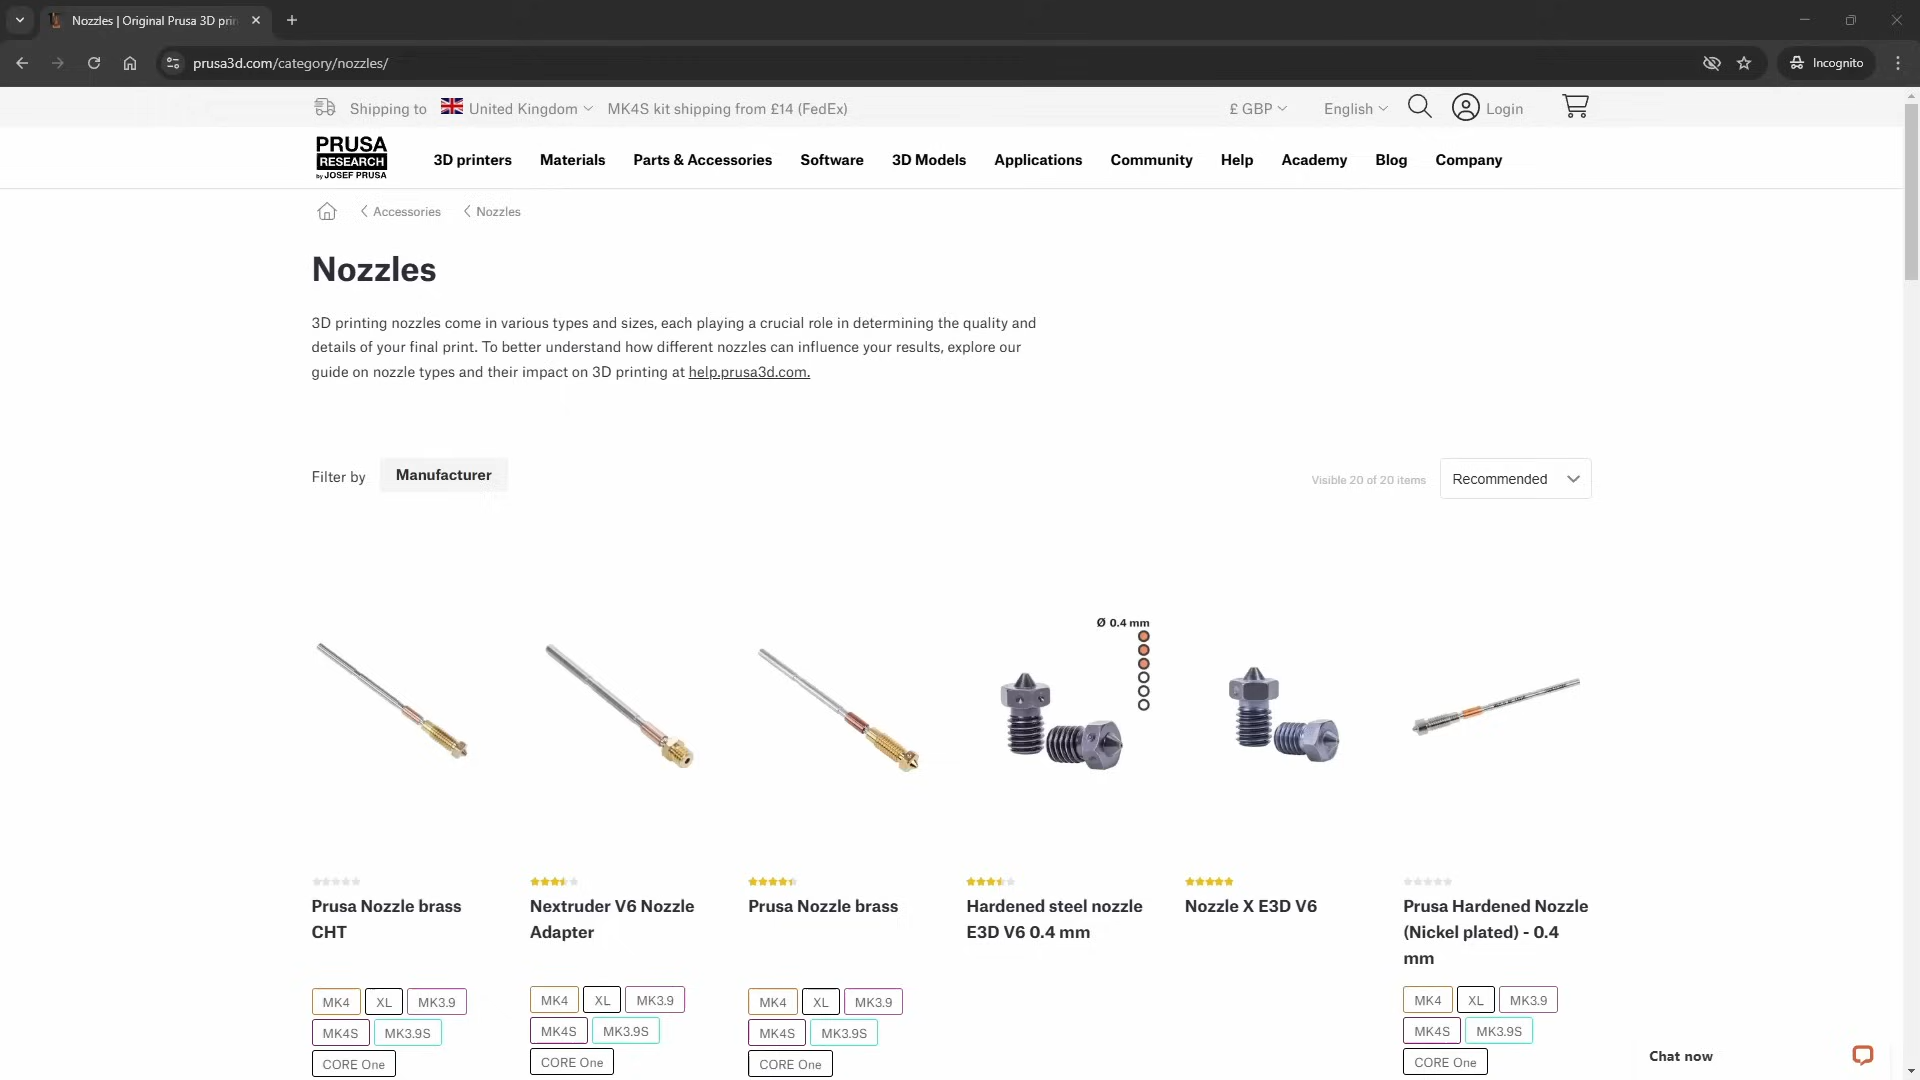 Nozzles | Original Prusa 3D prin
prusa3d.com/category/nozzles/
Incognito
Shipping to
United Kingdom
MK4S kit shipping from £14 (FedEx)
£ GBP
English
Login
PRUSA
RESEARCH
by JOSEF PRUSA
3D printers
Materials
Parts & Accessories
Software
3D Models
Applications
Community
Help
Academy
Blog
Company
Accessories
Nozzles
Nozzles
3D printing nozzles come in various types and sizes, each playing a crucial role in determining the quality and
details of your final print. To better understand how different nozzles can influence your results, explore our
guide on nozzle types and their impact on 3D printing at help.prusa3d.com.
Filter by
Manufacturer
Visible 20 of 20 items
Recommended
Ø 0.4 mm
Prusa Nozzle brass
CHT
MK4 XL MK3.9
MK4S MK3.9S
CORE One
Nextruder V6 Nozzle
Adapter
MK4 XL MK3.9
MK4S MK3.9S
CORE One
Prusa Nozzle brass
MK4 XL MK3.9
MK4S MK3.9S
CORE One
Hardened steel nozzle
E3D V6 0.4 mm
Nozzle X E3D V6
Prusa Hardened Nozzle
(Nickel plated) - 0.4
mm
MK4 XL MK3.9
MK4S MK3.9S
CORE One
Chat now